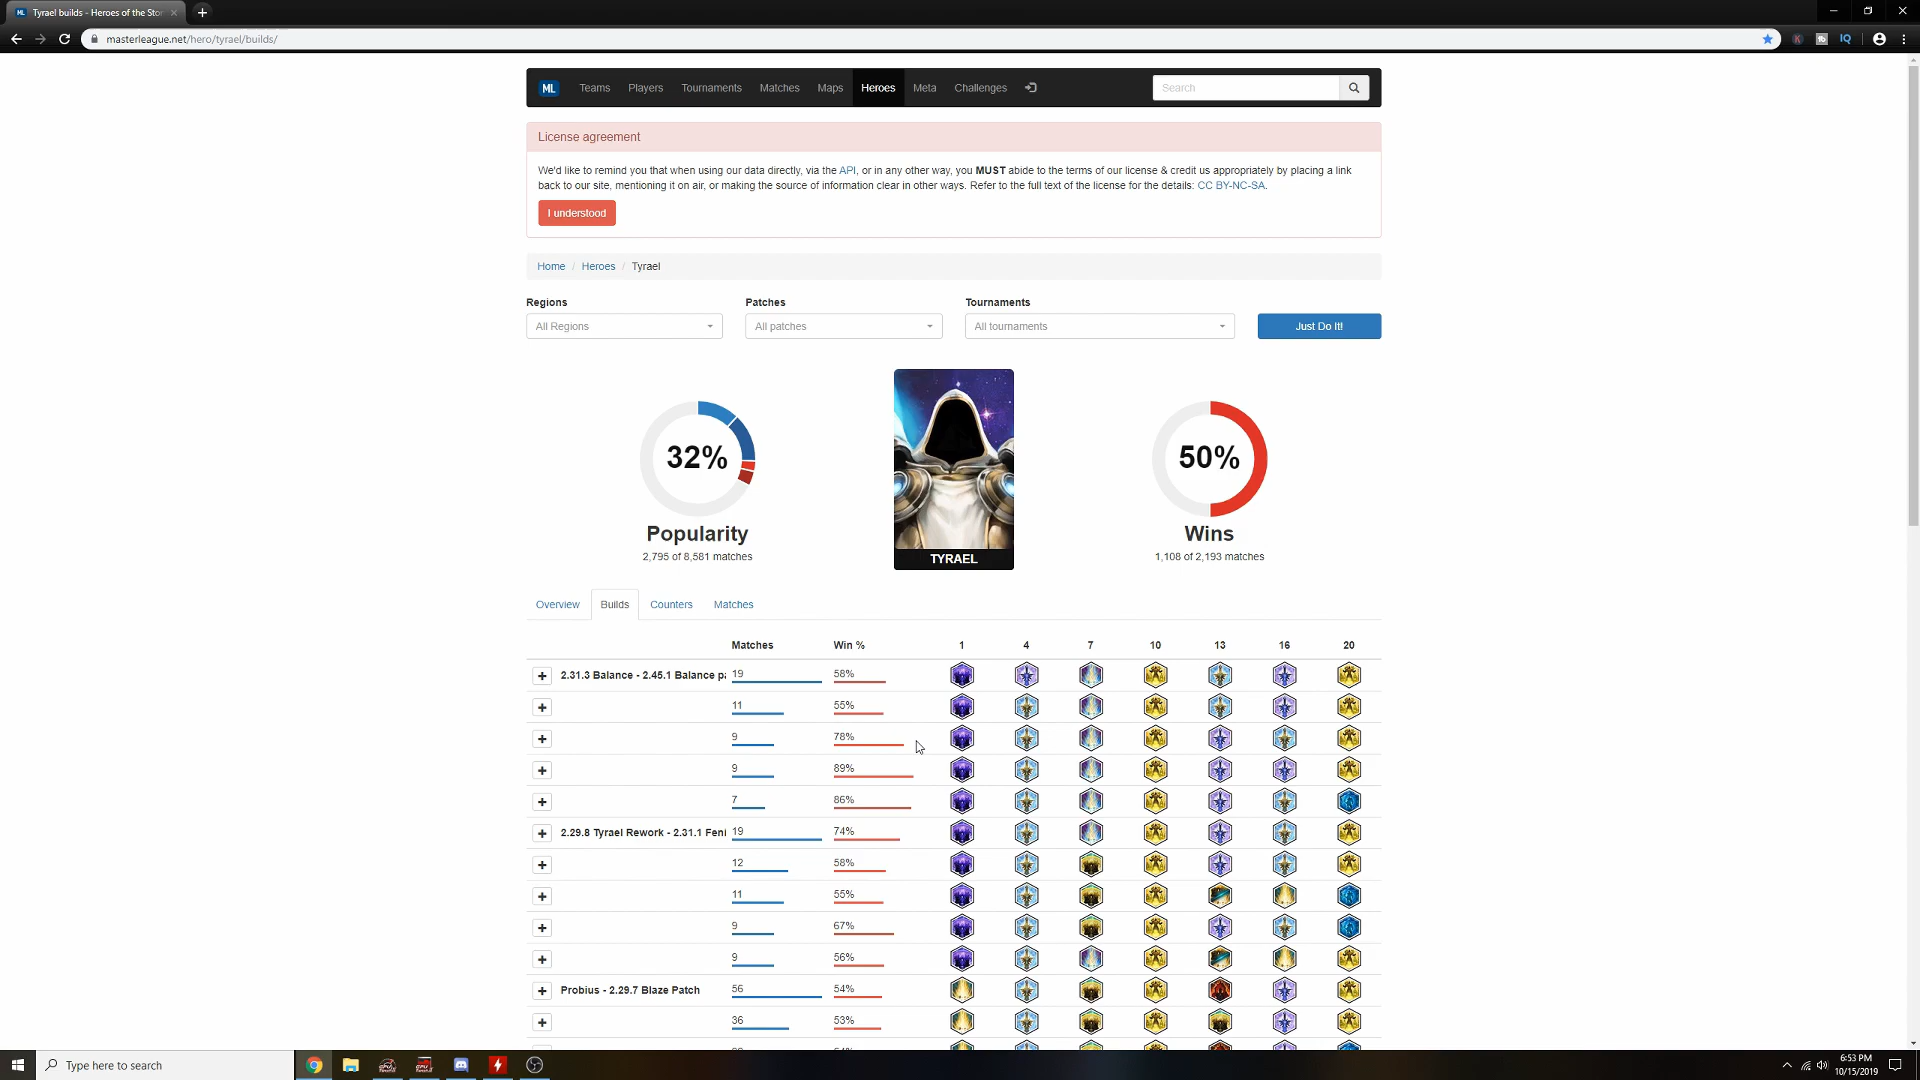 Tyrael builds - Heroes of the Stor
masterleague.net/hero/tyrael/builds/
ML Teams Players Tournaments Matches Maps Heroes Meta Challenges Search
License agreement
We'd like to remind you that when using our data directly, via the API, or in any other way, you MUST abide to the terms of our license & credit us appropriately by placing a link
back to our site, mentioning it on air, or making the source of information clear in other ways. Refer to the full text of the license for the details: CC BY-NC-SA.
I understood
Home / Heroes / Tyrael
Regions Patches Tournaments
All Regions All patches All tournaments Just Do It!
32% 50%
TYRAEL
Popularity Wins
2,795 of 8,581 matches 1,108 of 2,193 matches
Overview Builds Counters Matches
Matches Win % 1 4 7 10 13 16 20
+ 2.31.3 Balance - 2.45.1 Balance pa 19 58%
+ 11 55%
+ 9 78%
+ 9 89%
+ 7 86%
+ 2.29.8 Tyrael Rework - 2.31.1 Feni 19 74%
+ 12 58%
+ 11 55%
+ 9 67%
+ 9 56%
+ Probius - 2.29.7 Blaze Patch 56 54%
+ 36 53%
Type here to search
6:53 PM
10/15/2019